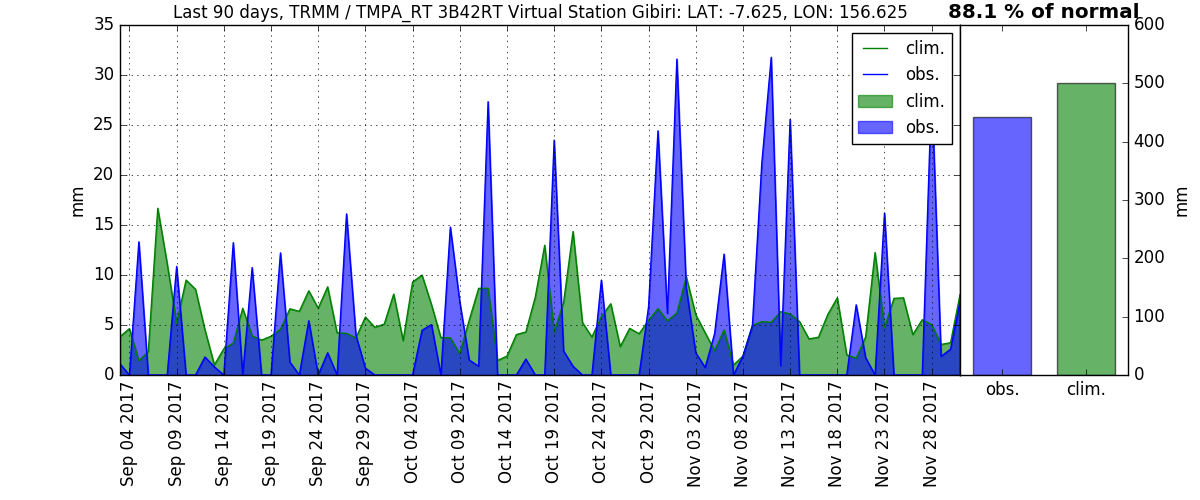 Last 90 days, TRMM / TMPA_RT 3B42RT Virtual Station Gibiri: LAT: -7.625, LON: 156.625
88.1 % of normal
35
30
25
20
15
10
5
0
mm
clim.
obs.
clim.
obs.
Sep 04 2017
Sep 09 2017
Sep 14 2017
Sep 19 2017
Sep 24 2017
Sep 29 2017
Oct 04 2017
Oct 09 2017
Oct 14 2017
Oct 19 2017
Oct 24 2017
Oct 29 2017
Nov 03 2017
Nov 08 2017
Nov 13 2017
Nov 18 2017
Nov 23 2017
Nov 28 2017
600
500
400
300
200
100
0
mm
obs.
clim.